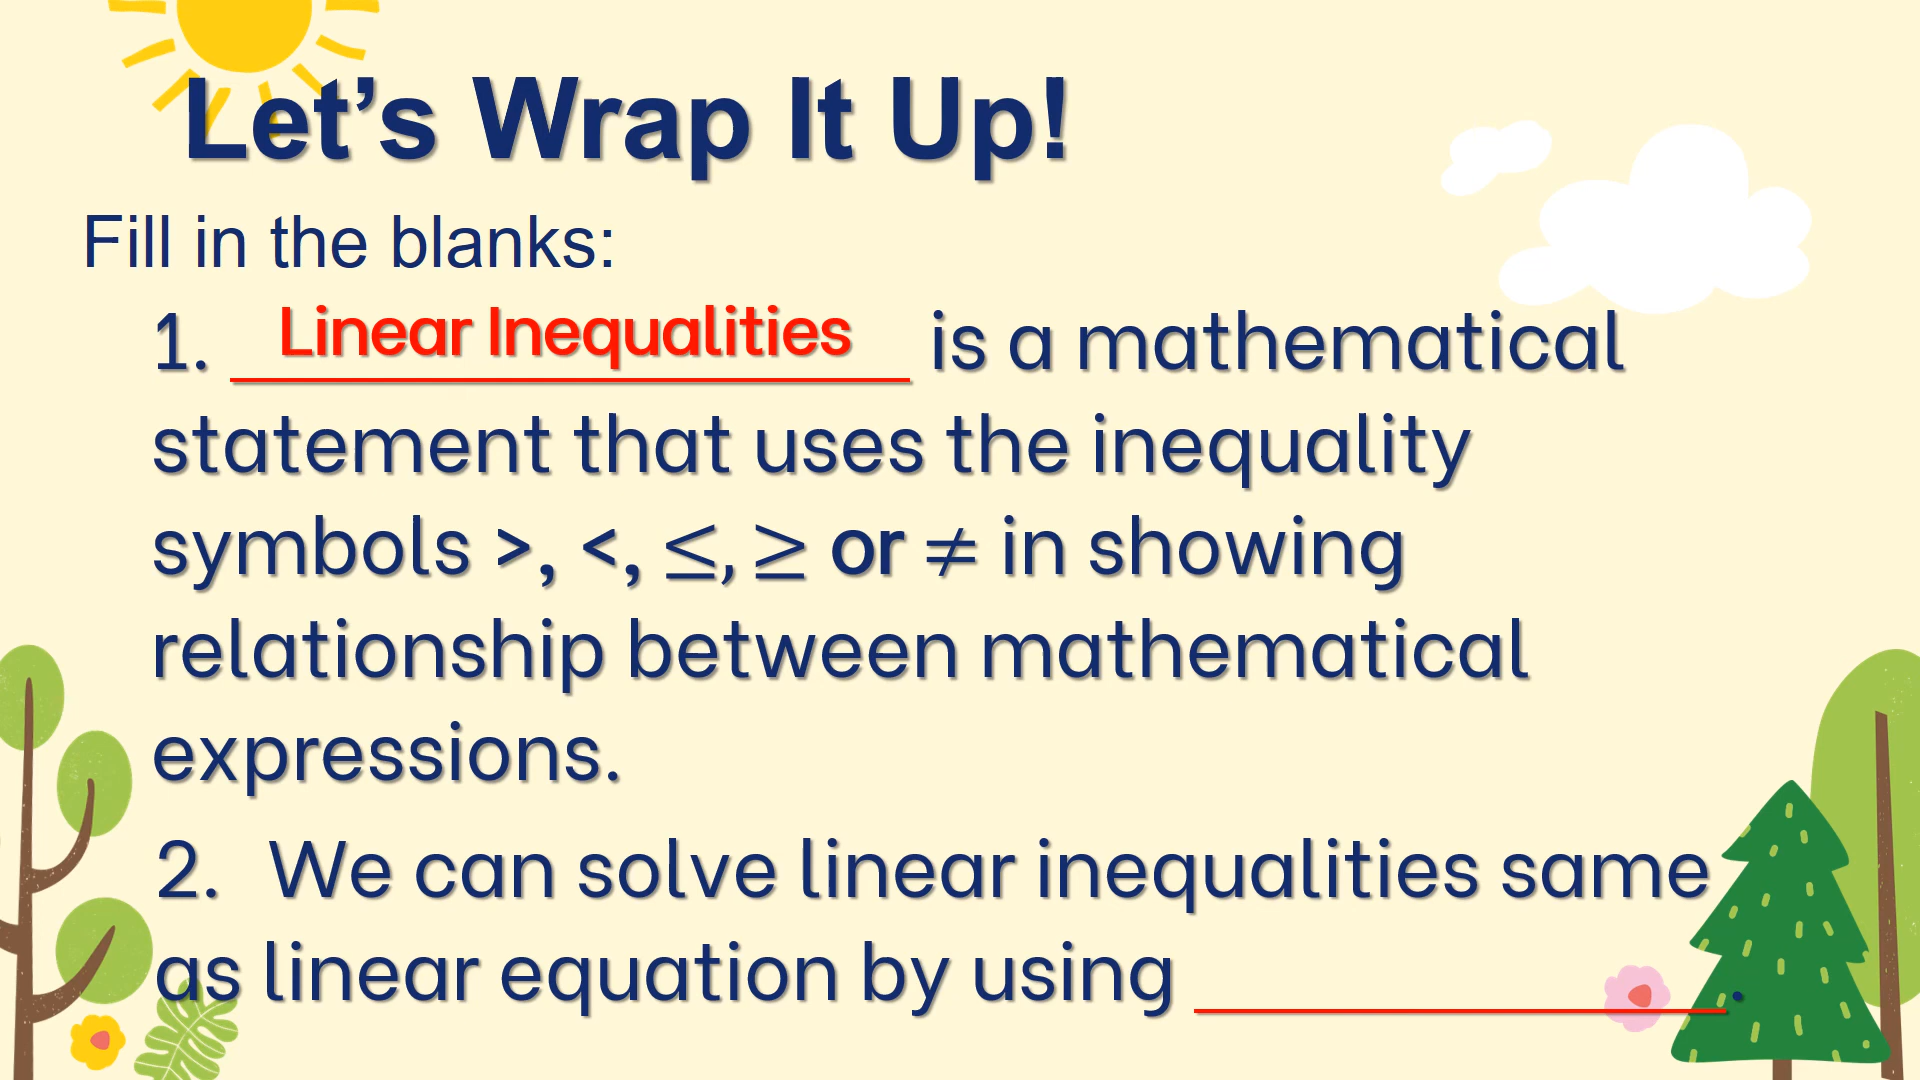 Let’s Wrap It Up!
Fill in the blanks:
1. Linear Inequalities is a mathematical
statement that uses the inequality
symbols >, <, ≤, ≥ or ≠ in showing
relationship between mathematical
expressions.
2. We can solve linear inequalities same
as linear equation by using ____________.